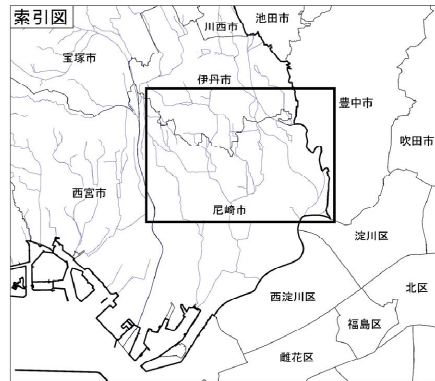 索引図
川西市
池田市
宝塚市
伊丹市
豊中市
吹田市
西宮市
尼崎市
淀川区
西淀川区
北区
福島区
此花区